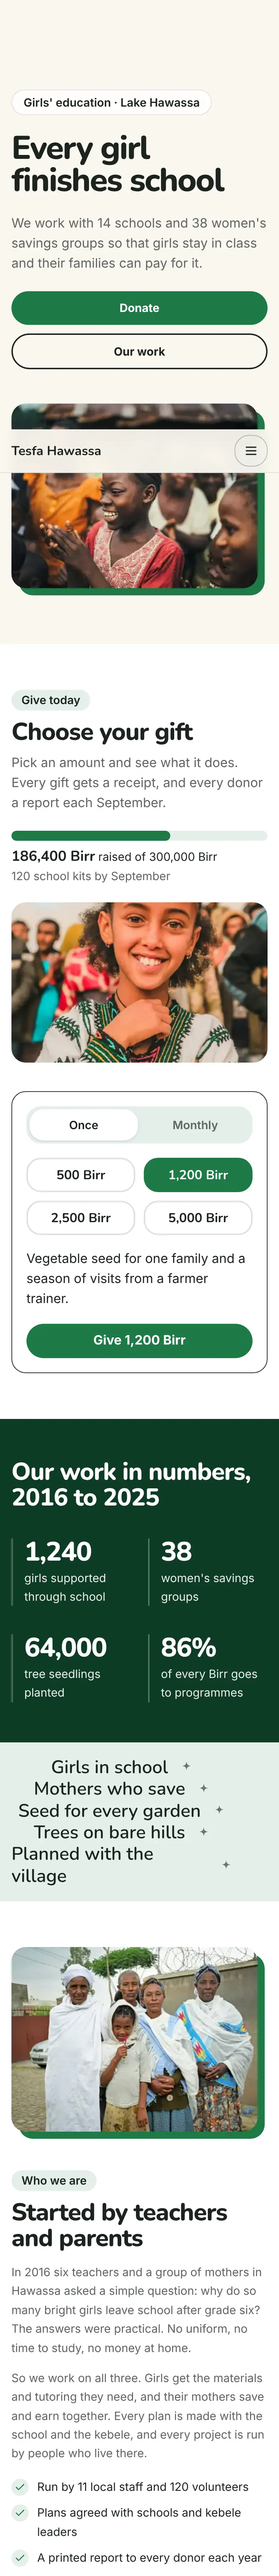 Girls' education · Lake Hawassa
Every girl
finishes school
We work with 14 schools and 38 women's
savings groups so that girls stay in class
and their families can pay for it.
Donate
Our work
Tesfa Hawassa
Give today
Choose your gift
Pick an amount and see what it does.
Every gift gets a receipt, and every donor
a report each September.
186,400 Birr raised of 300,000 Birr
120 school kits by September
Once
Monthly
500 Birr
1,200 Birr
2,500 Birr
5,000 Birr
Vegetable seed for one family and a
season of visits from a farmer
trainer.
Give 1,200 Birr
Our work in numbers,
2016 to 2025
1,240
girls supported
through school
38
women's savings
groups
64,000
tree seedlings
planted
86%
of every Birr goes
to programmes
Girls in school
Mothers who save
Seed for every garden
Trees on bare hills
Planned with the
village
Who we are
Started by teachers
and parents
In 2016 six teachers and a group of mothers in
Hawassa asked a simple question: why do so
many bright girls leave school after grade six?
The answers were practical. No uniform, no
time to study, no money at home.
So we work on all three. Girls get the materials
and tutoring they need, and their mothers save
and earn together. Every plan is made with the
school and the kebele, and every project is run
by people who live there.
Run by 11 local staff and 120 volunteers
Plans agreed with schools and kebele
leaders
A printed report to every donor each year